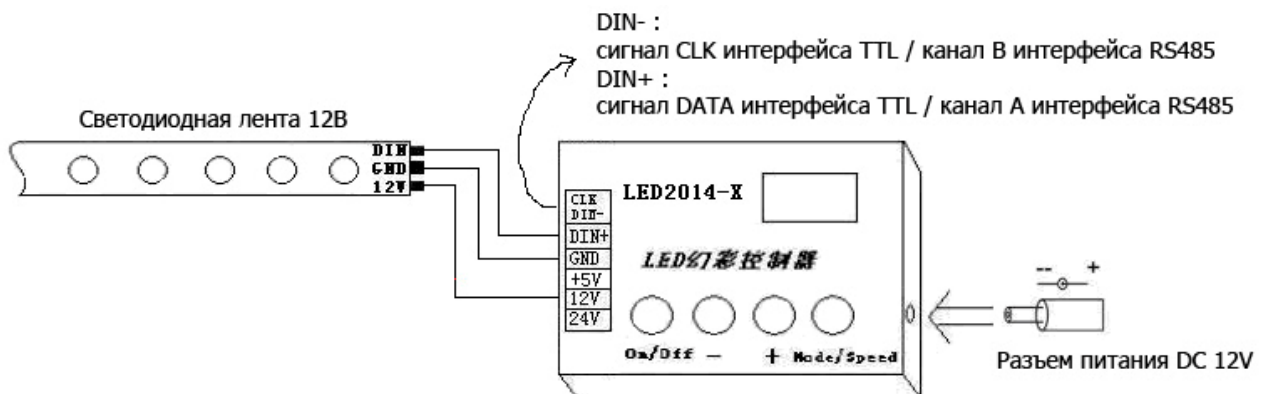 DIN- :
сигнал CLK интерфейса TTL / канал B интерфейса RS485
DIN+ :
сигнал DATA интерфейса TTL / канал A интерфейса RS485
Светодиодная лента 12В
DIN
GND
12V
CLK
DIN-
DIN+
GND
+5V
12V
24V
LED2014-X
LED幻彩控制器
On/Off - + Mode/Speed
-- +
Разъем питания DC 12V